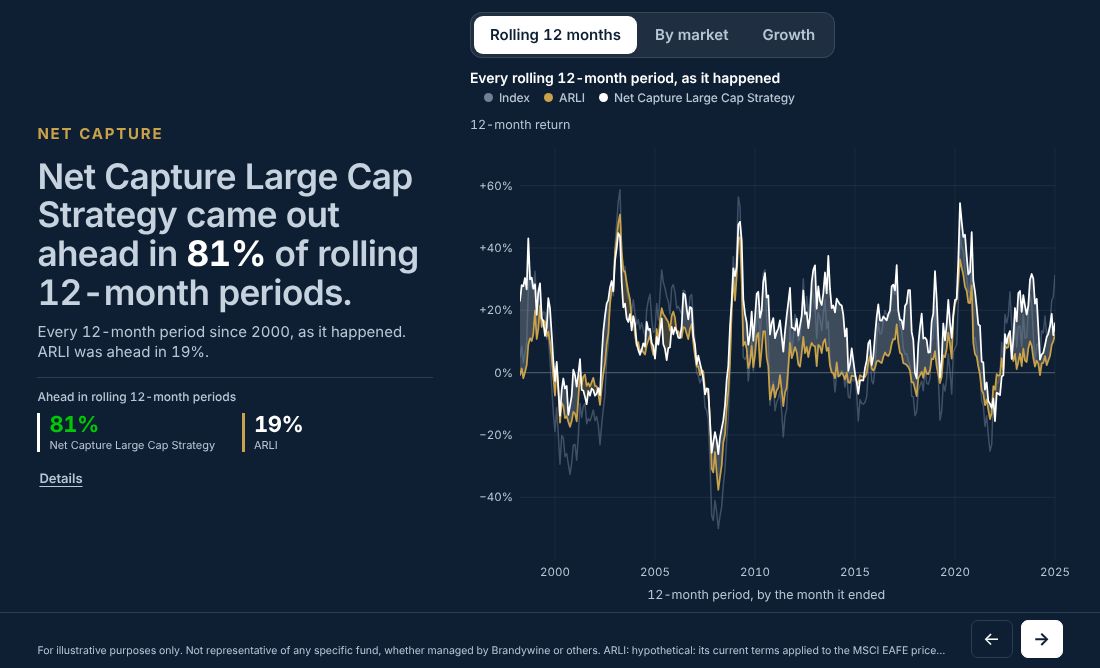 Rolling 12 months
By market
Growth
Every rolling 12-month period, as it happened
Index
ARLI
Net Capture Large Cap Strategy
12-month return
NET CAPTURE
Net Capture Large Cap
Strategy came out
ahead in 81% of rolling
12-month periods.
Every 12-month period since 2000, as it happened.
ARLI was ahead in 19%.
Ahead in rolling 12-month periods
81%
Net Capture Large Cap Strategy
19%
ARLI
Details
+60%
+40%
+20%
0%
−20%
−40%
2000
2005
2010
2015
2020
2025
12-month period, by the month it ended
For illustrative purposes only. Not representative of any specific fund, whether managed by Brandywine or others. ARLI: hypothetical: its current terms applied to the MSCI EAFE price…